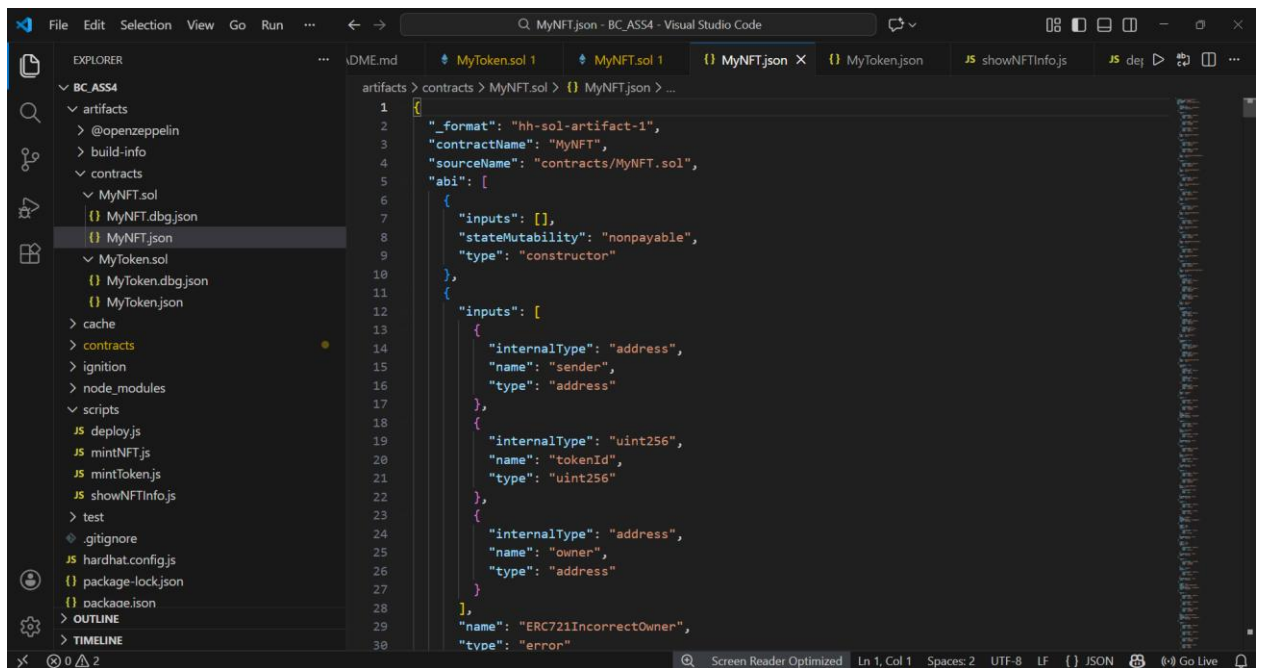 File Edit Selection View Go Run ...
MyNFT.json - BC_ASS4 - Visual Studio Code
EXPLORER
BC_ASS4
artifacts
@openzeppelin
build-info
contracts
MyNFT.sol
{} MyNFT.dbg.json
{} MyNFT.json
MyToken.sol
{} MyToken.dbg.json
{} MyToken.json
cache
contracts
ignition
node_modules
scripts
JS deploy.js
JS mintNFT.js
JS mintToken.js
JS showNFTInfo.js
test
.gitignore
JS hardhat.config.js
{} package-lock.json
{} package.json
OUTLINE
TIMELINE
DME.md MyToken.sol 1 MyNFT.sol 1 {} MyNFT.json {} MyToken.json JS showNFTInfo.js JS dep
artifacts > contracts > MyNFT.sol > {} MyNFT.json > ...
1 {
2 "_format": "hh-sol-artifact-1",
3 "contractName": "MyNFT",
4 "sourceName": "contracts/MyNFT.sol",
5 "abi": [
6 {
7 "inputs": [],
8 "stateMutability": "nonpayable",
9 "type": "constructor"
10 },
11 {
12 "inputs": [
13 {
14 "internalType": "address",
15 "name": "sender",
16 "type": "address"
17 },
18 {
19 "internalType": "uint256",
20 "name": "tokenId",
21 "type": "uint256"
22 },
23 {
24 "internalType": "address",
25 "name": "owner",
26 "type": "address"
27 }
28 ],
29 "name": "ERC721IncorrectOwner",
30 "type": "error"
0 2 Screen Reader Optimized Ln 1, Col 1 Spaces: 2 UTF-8 LF {} JSON Go Live